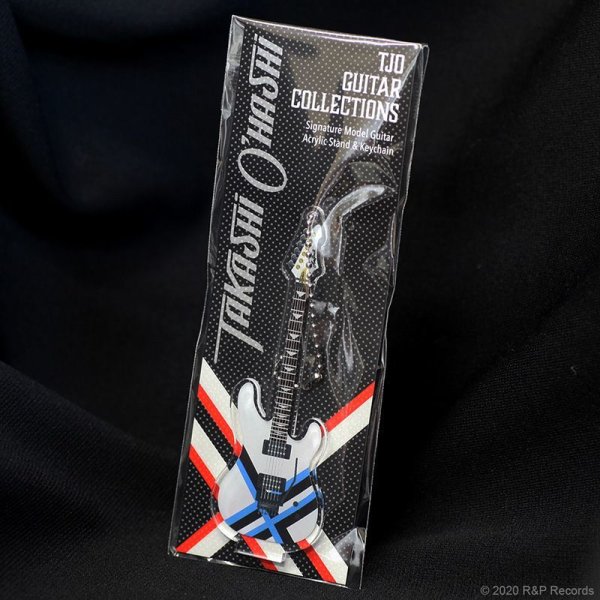 TAKASHI O'HASHI
TJO
GUITAR
COLLECTIONS
Signature Model Guitar
Acrylic Stand & Keychain
© 2020 R&P Records